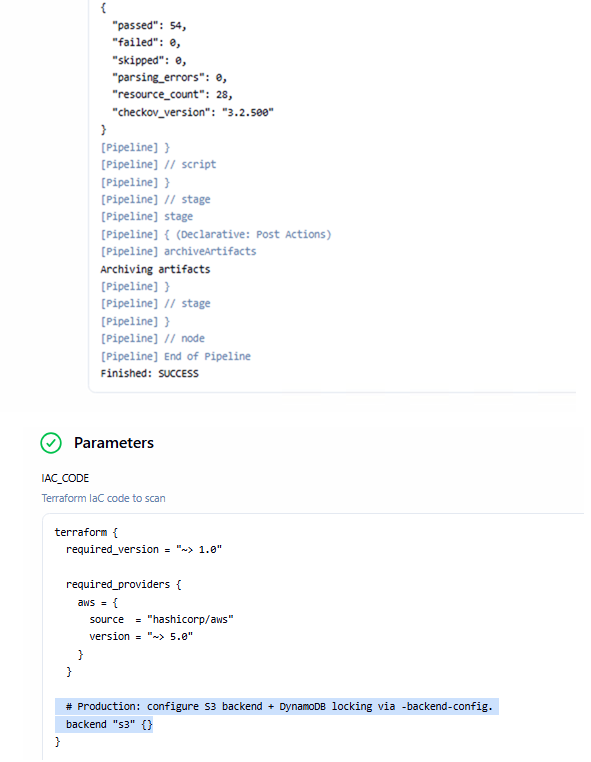 {
"passed": 54,
"failed": 0,
"skipped": 0,
"parsing_errors": 0,
"resource_count": 28,
"checkov_version": "3.2.500"
}
[Pipeline] }
[Pipeline] // script
[Pipeline] }
[Pipeline] // stage
[Pipeline] stage
[Pipeline] { (Declarative: Post Actions)
[Pipeline] archiveArtifacts
Archiving artifacts
[Pipeline] }
[Pipeline] // stage
[Pipeline] }
[Pipeline] // node
[Pipeline] End of Pipeline
Finished: SUCCESS
Parameters
IAC_CODE
Terraform IaC code to scan
terraform {
required_version = "~> 1.0"
required_providers {
aws = {
source  = "hashicorp/aws"
version = "~> 5.0"
}
}
# Production: configure S3 backend + DynamoDB locking via -backend-config.
backend "s3" {}
}